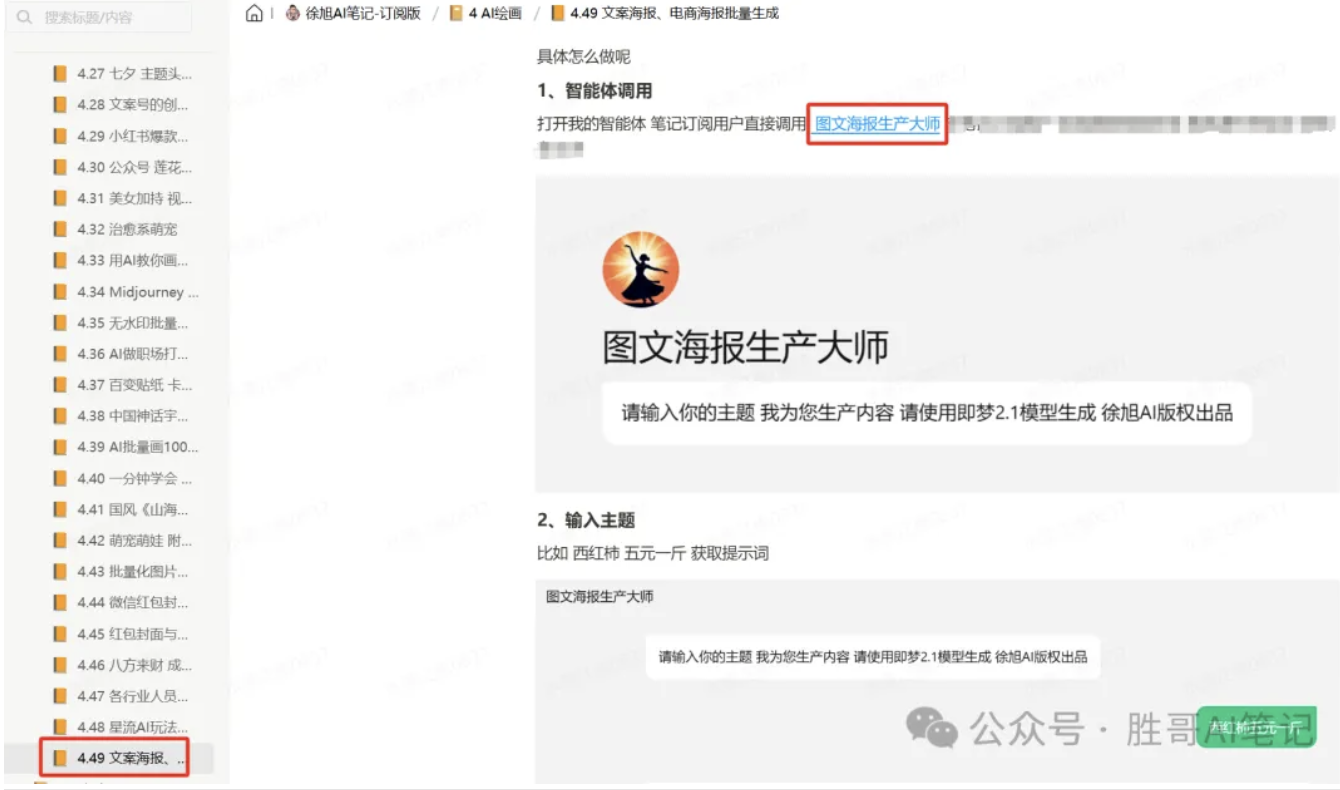 搜索标题/内容
徐旭AI笔记-订阅版 / 4 AI绘画 / 4.49 文案海报、电商海报批量生成
4.27 七夕 主题头...
4.28 文案号的创...
4.29 小红书爆款...
4.30 公众号 莲花...
4.31 美女加持 视...
4.32 治愈系萌宠
4.33 用AI教你画...
4.34 Midjourney ...
4.35 无水印批量...
4.36 AI做职场打...
4.37 百变贴纸 卡...
4.38 中国神话宇...
4.39 AI批量画100...
4.40 一分钟学会 ...
4.41 国风《山海...
4.42 萌宠萌娃 附...
4.43 批量化图片...
4.44 微信红包封...
4.45 红包封面与...
4.46 八方来财 成...
4.47 各行业人员...
4.48 星流AI玩法...
4.49 文案海报、...
具体怎么做呢
1、智能体调用
打开我的智能体 笔记订阅用户直接调用 图文海报生产大师
图文海报生产大师
请输入你的主题 我为您生产内容 请使用即梦2.1模型生成 徐旭AI版权出品
2、输入主题
比如 西红柿 五元一斤 获取提示词
图文海报生产大师
请输入你的主题 我为您生产内容 请使用即梦2.1模型生成 徐旭AI版权出品
西红柿五元一斤
公众号 · 胜哥AI笔记